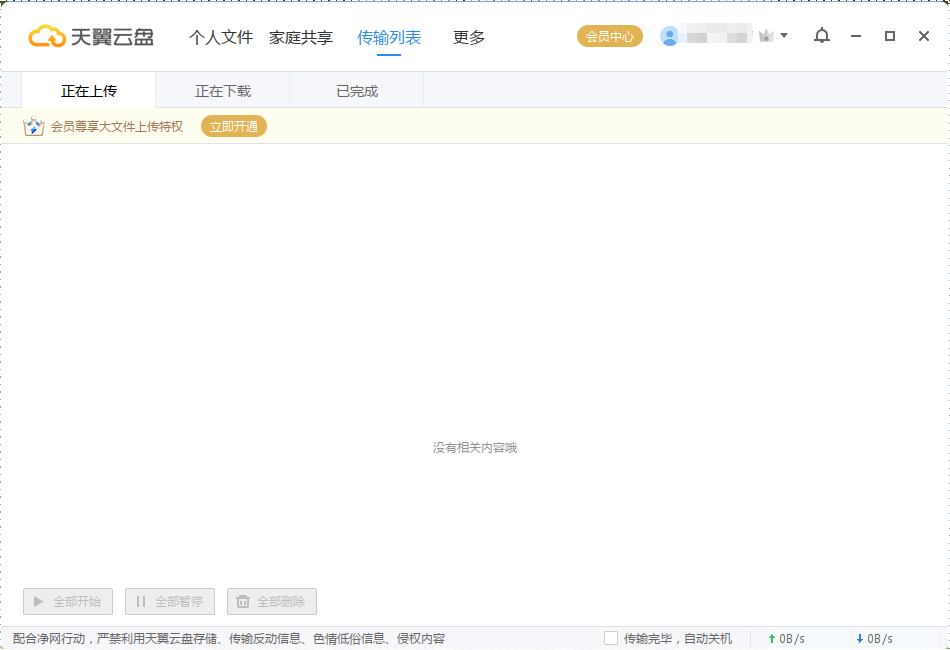 天翼云盘 个人文件 家庭共享 传输列表 更多 会员中心
正在上传 正在下载 已完成
会员尊享大文件上传特权 立即开通
没有相关内容哦
全部开始 全部暂停 全部删除
配合净网行动，严禁利用天翼云盘存储、传输反动信息、色情低俗信息、侵权内容 传输完毕，自动关机 0B/s 0B/s